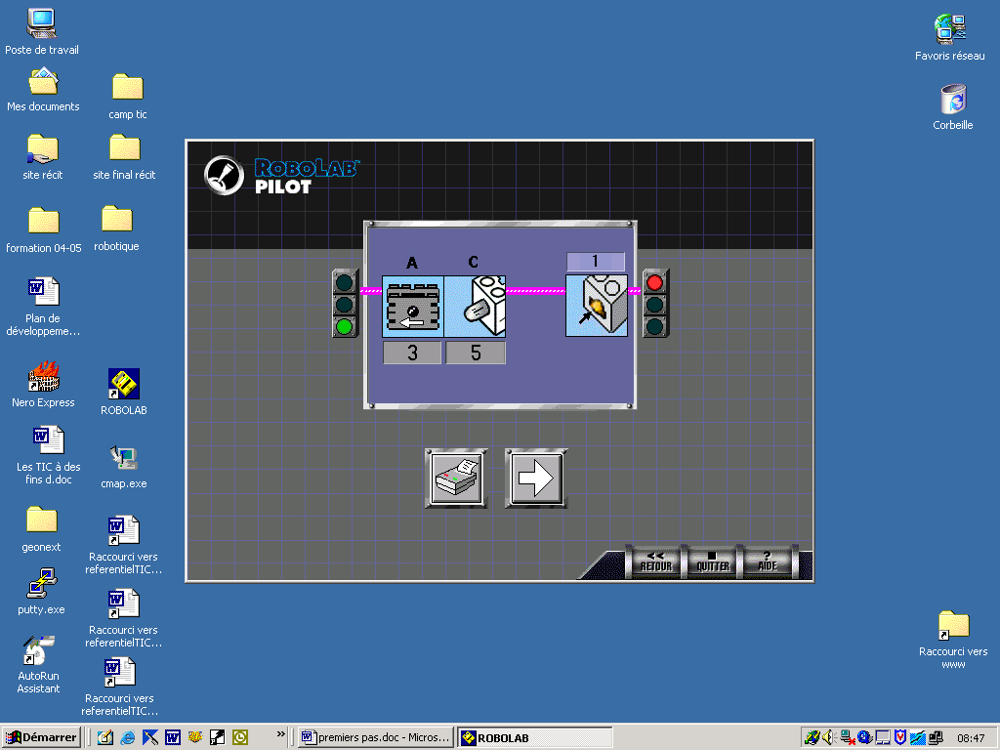 Poste de travail
Favoris réseau
Mes documents
camp tic
Corbeille
site récit
site final récit
ROBOLAB™
PILOT
formation 04-05
robotique
A
C
1
3
5
Plan de
développeme...
Nero Express
ROBOLAB
Les TIC à des
fins d.doc
cmap.exe
geonext
Raccourci vers
referentielTIC...
<<
RETOUR
QUITTER
?
AIDE
putty.exe
Raccourci vers
referentielTIC...
Raccourci vers
www
AutoRun
Assistant
Raccourci vers
referentielTIC...
Démarrer
»
premiers pas.doc - Micros...
ROBOLAB
08:47